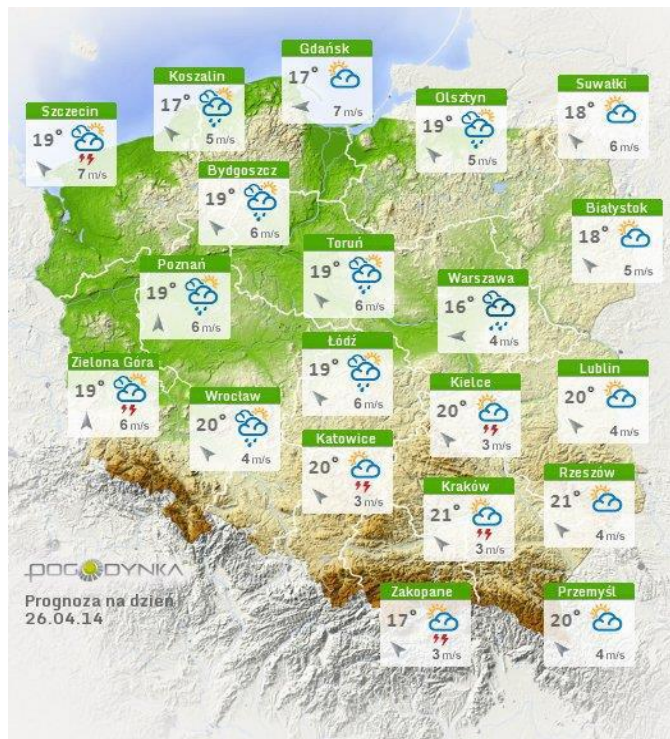 Gdańsk
17°
7 m/s
Koszalin
17°
5 m/s
Olsztyn
19°
5 m/s
Suwałki
18°
6 m/s
Szczecin
19°
7 m/s
Bydgoszcz
19°
6 m/s
Białystok
18°
5 m/s
Toruń
19°
6 m/s
Poznań
19°
6 m/s
Warszawa
16°
4 m/s
Łódź
19°
6 m/s
Zielona Góra
19°
6 m/s
Lublin
20°
4 m/s
Kielce
20°
3 m/s
Wrocław
20°
4 m/s
Katowice
20°
3 m/s
Rzeszów
21°
4 m/s
Kraków
21°
3 m/s
POGODYNKA
Prognoza na dzień
26.04.14
Zakopane
17°
3 m/s
Przemyśl
20°
4 m/s